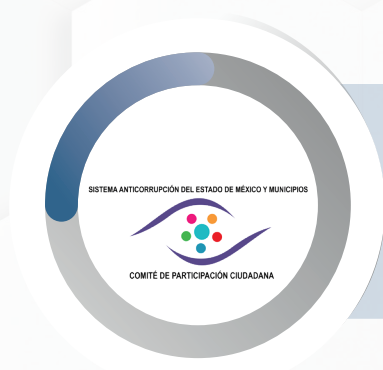 SISTEMA ANTICORRUPCIÓN DEL ESTADO DE MÉXICO Y MUNICIPIOS
COMITÉ DE PARTICIPACIÓN CIUDADANA